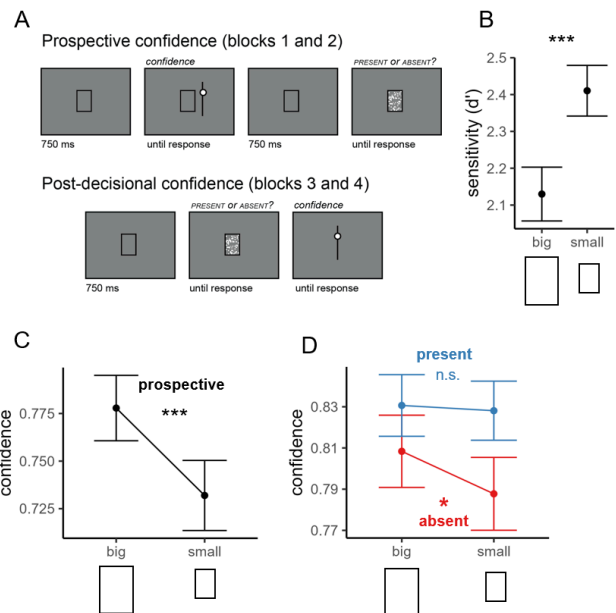 A
Prospective confidence (blocks 1 and 2)
confidence
PRESENT or ABSENT?
750 ms
until response
750 ms
until response
Post-decisional confidence (blocks 3 and 4)
PRESENT or ABSENT?
confidence
750 ms
until response
until response
B
***
2.5
2.4
2.3
2.2
2.1
sensitivity (d')
big
small
C
prospective
***
0.775
0.750
0.725
confidence
big
small
D
present
n.s.
0.83
0.81
0.79
0.77
confidence
*
absent
big
small